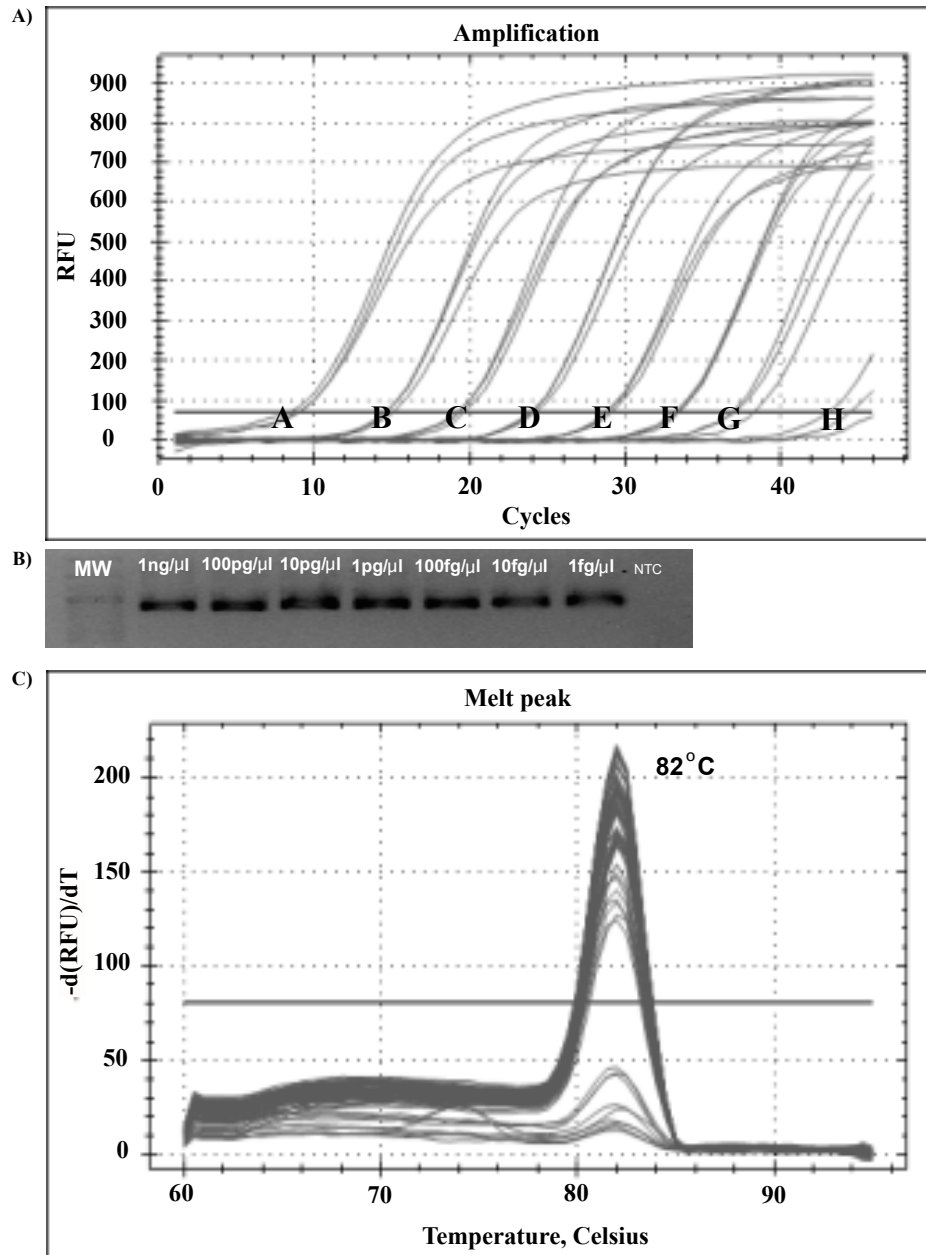 A)
Amplification
900
800
700
600
500
400
300
200
100
0
RFU
A B C D E F G H
0 10 20 30 40
Cycles
B)
MW 1ng/µl 100pg/µl 10pg/µl 1pg/µl 100fg/µl 10fg/µl 1fg/µl NTC
C)
Melt peak
82°C
200
150
100
50
0
-d(RFU)/dT
60 70 80 90
Temperature, Celsius